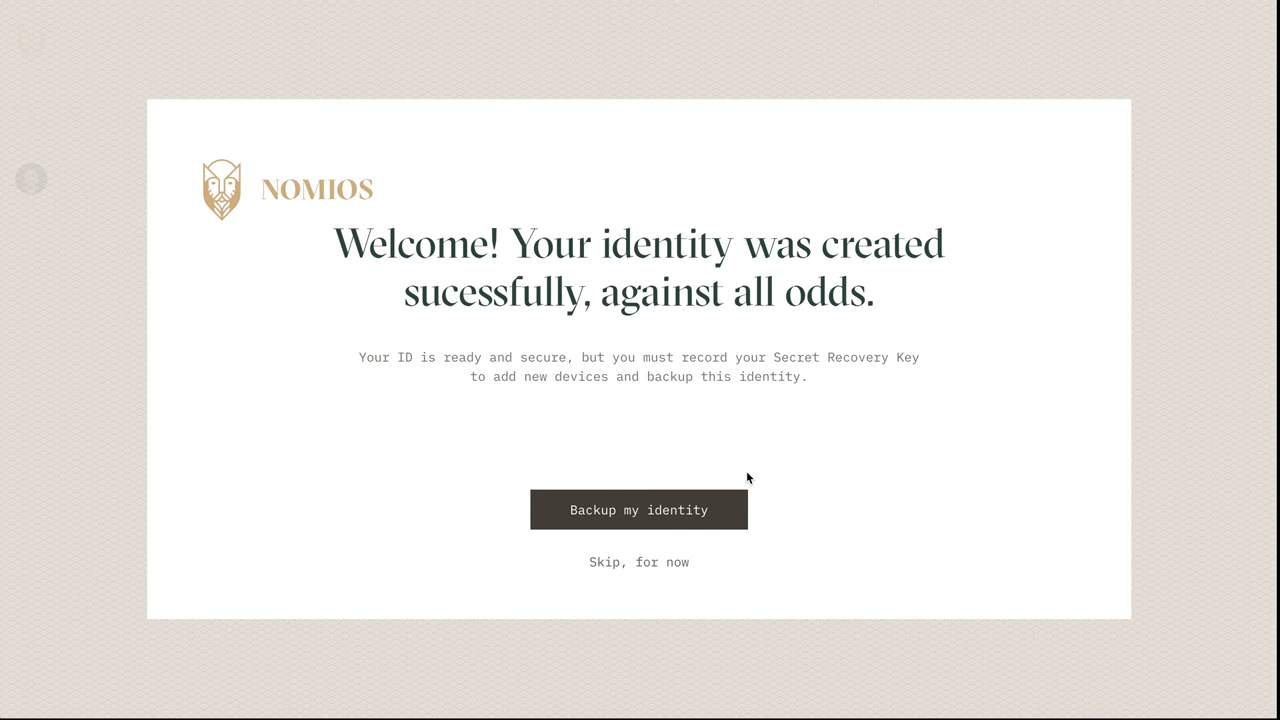 NOMIOS
Welcome! Your identity was created
sucessfully, against all odds.
Your ID is ready and secure, but you must record your Secret Recovery Key
to add new devices and backup this identity.
Backup my identity
Skip, for now